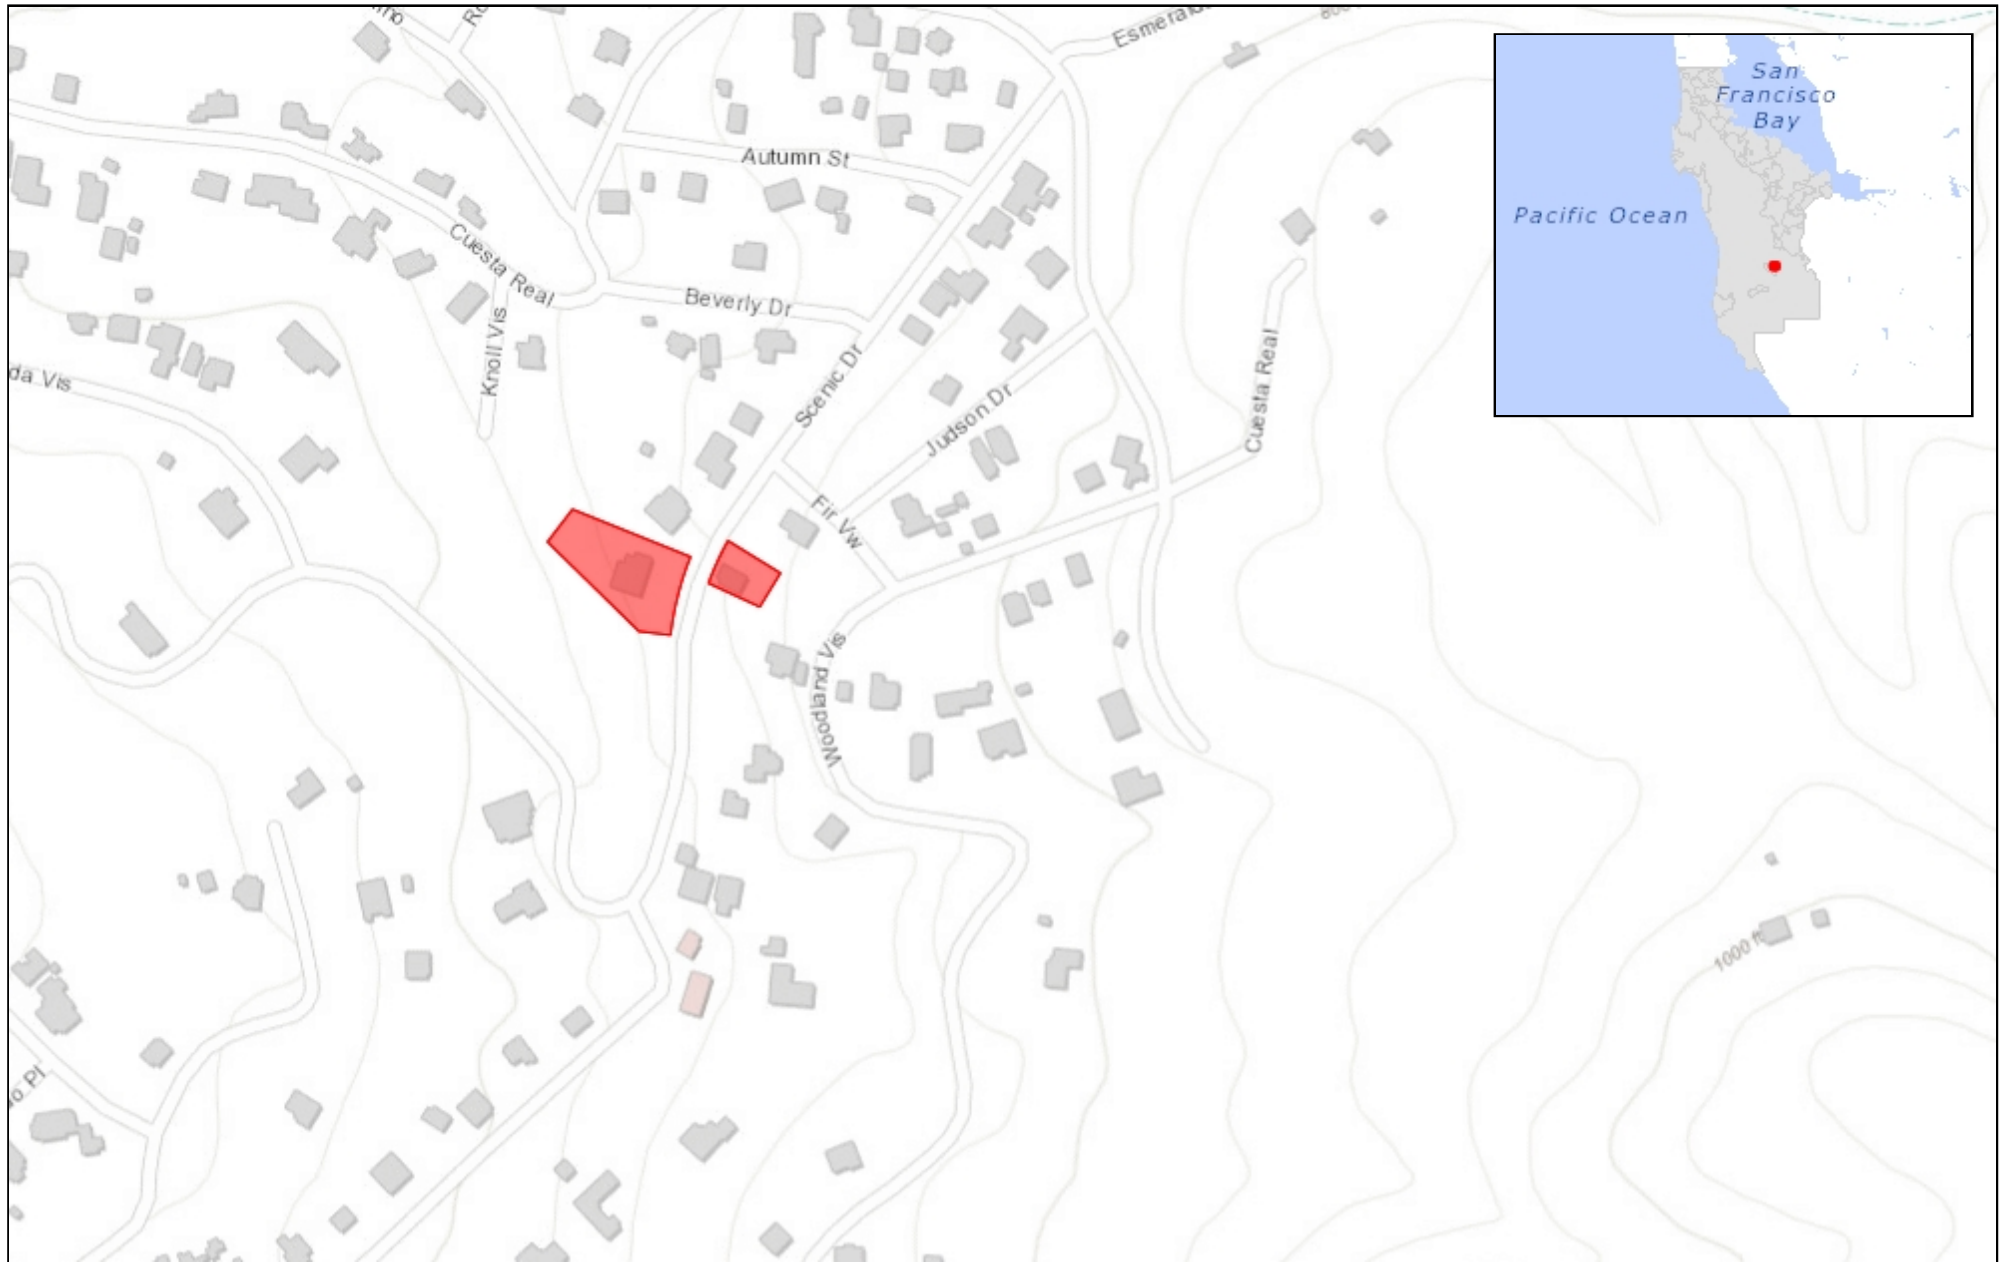 Esmeralda
San
Francisco
Bay
Pacific Ocean
Autumn St
Cuesta Real
Beverly Dr
Knoll Vis
da Vis
Scenic Dr
Judson Dr
Cuesta Real
Fir Vw
Woodland Vis
1000 ft
Pl